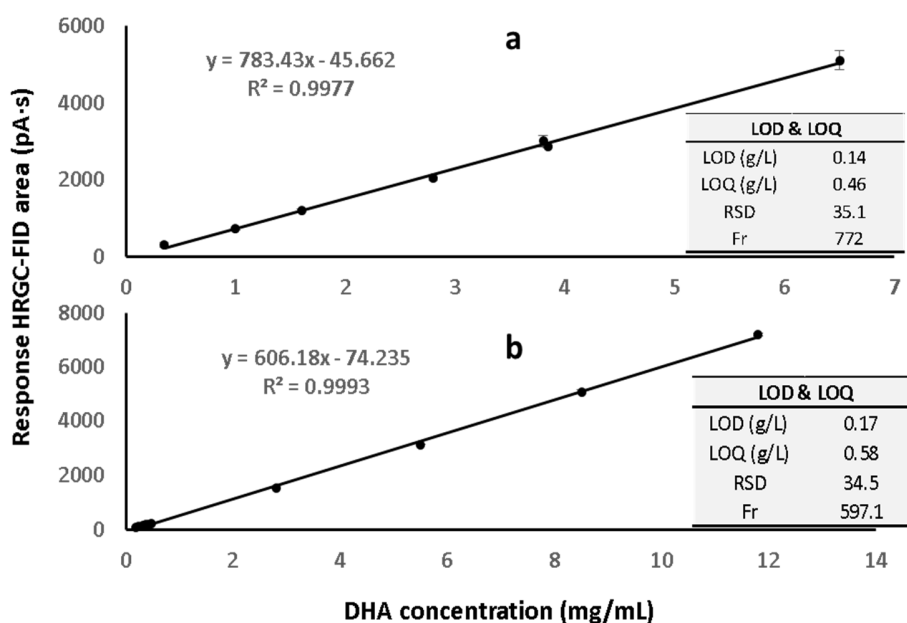 Response HRGC-FID area (pA·s)
6000
4000
2000
0
a
y = 783.43x - 45.662
R² = 0.9977
LOD & LOQ
LOD (g/L) 0.14
LOQ (g/L) 0.46
RSD 35.1
Fr 772
0 1 2 3 4 5 6 7
8000
6000
4000
2000
0
b
y = 606.18x - 74.235
R² = 0.9993
LOD & LOQ
LOD (g/L) 0.17
LOQ (g/L) 0.58
RSD 34.5
Fr 597.1
0 2 4 6 8 10 12 14
DHA concentration (mg/mL)